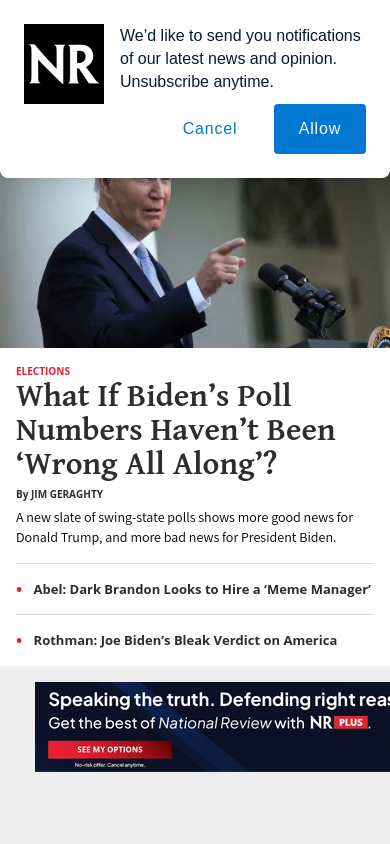 NR
We’d like to send you notifications
of our latest news and opinion.
Unsubscribe anytime.
Cancel
Allow
ELECTIONS
What If Biden’s Poll
Numbers Haven’t Been
‘Wrong All Along’?
By JIM GERAGHTY
A new slate of swing-state polls shows more good news for
Donald Trump, and more bad news for President Biden.
• Abel: Dark Brandon Looks to Hire a ‘Meme Manager’
• Rothman: Joe Biden’s Bleak Verdict on America
Speaking the truth. Defending right reas
Get the best of National Review with NR PLUS.
SEE MY OPTIONS
No-risk offer. Cancel anytime.